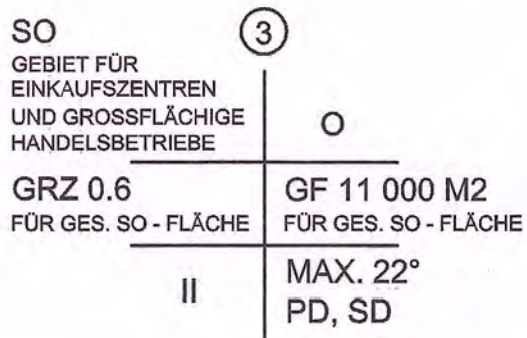 SO
3
GEBIET FÜR
EINKAUFSZENTREN
UND GROSSFLÄCHIGE
HANDELSBETRIEBE
O
GRZ 0.6
FÜR GES. SO - FLÄCHE
GF 11 000 M2
FÜR GES. SO - FLÄCHE
II
MAX. 22°
PD, SD